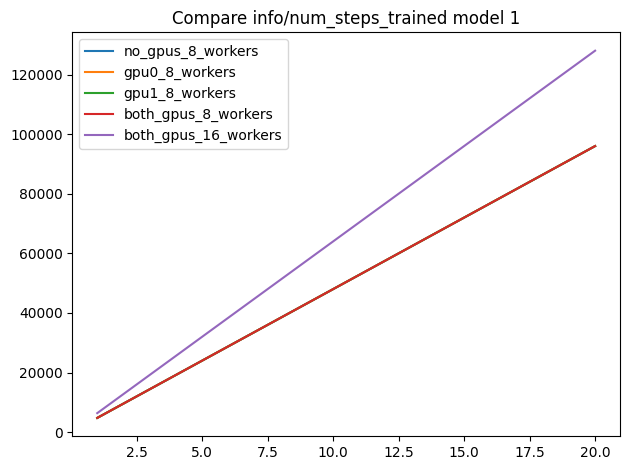 Compare info/num_steps_trained model 1
no_gpus_8_workers
gpu0_8_workers
gpu1_8_workers
both_gpus_8_workers
both_gpus_16_workers
120000
100000
80000
60000
40000
20000
0
2.5 5.0 7.5 10.0 12.5 15.0 17.5 20.0